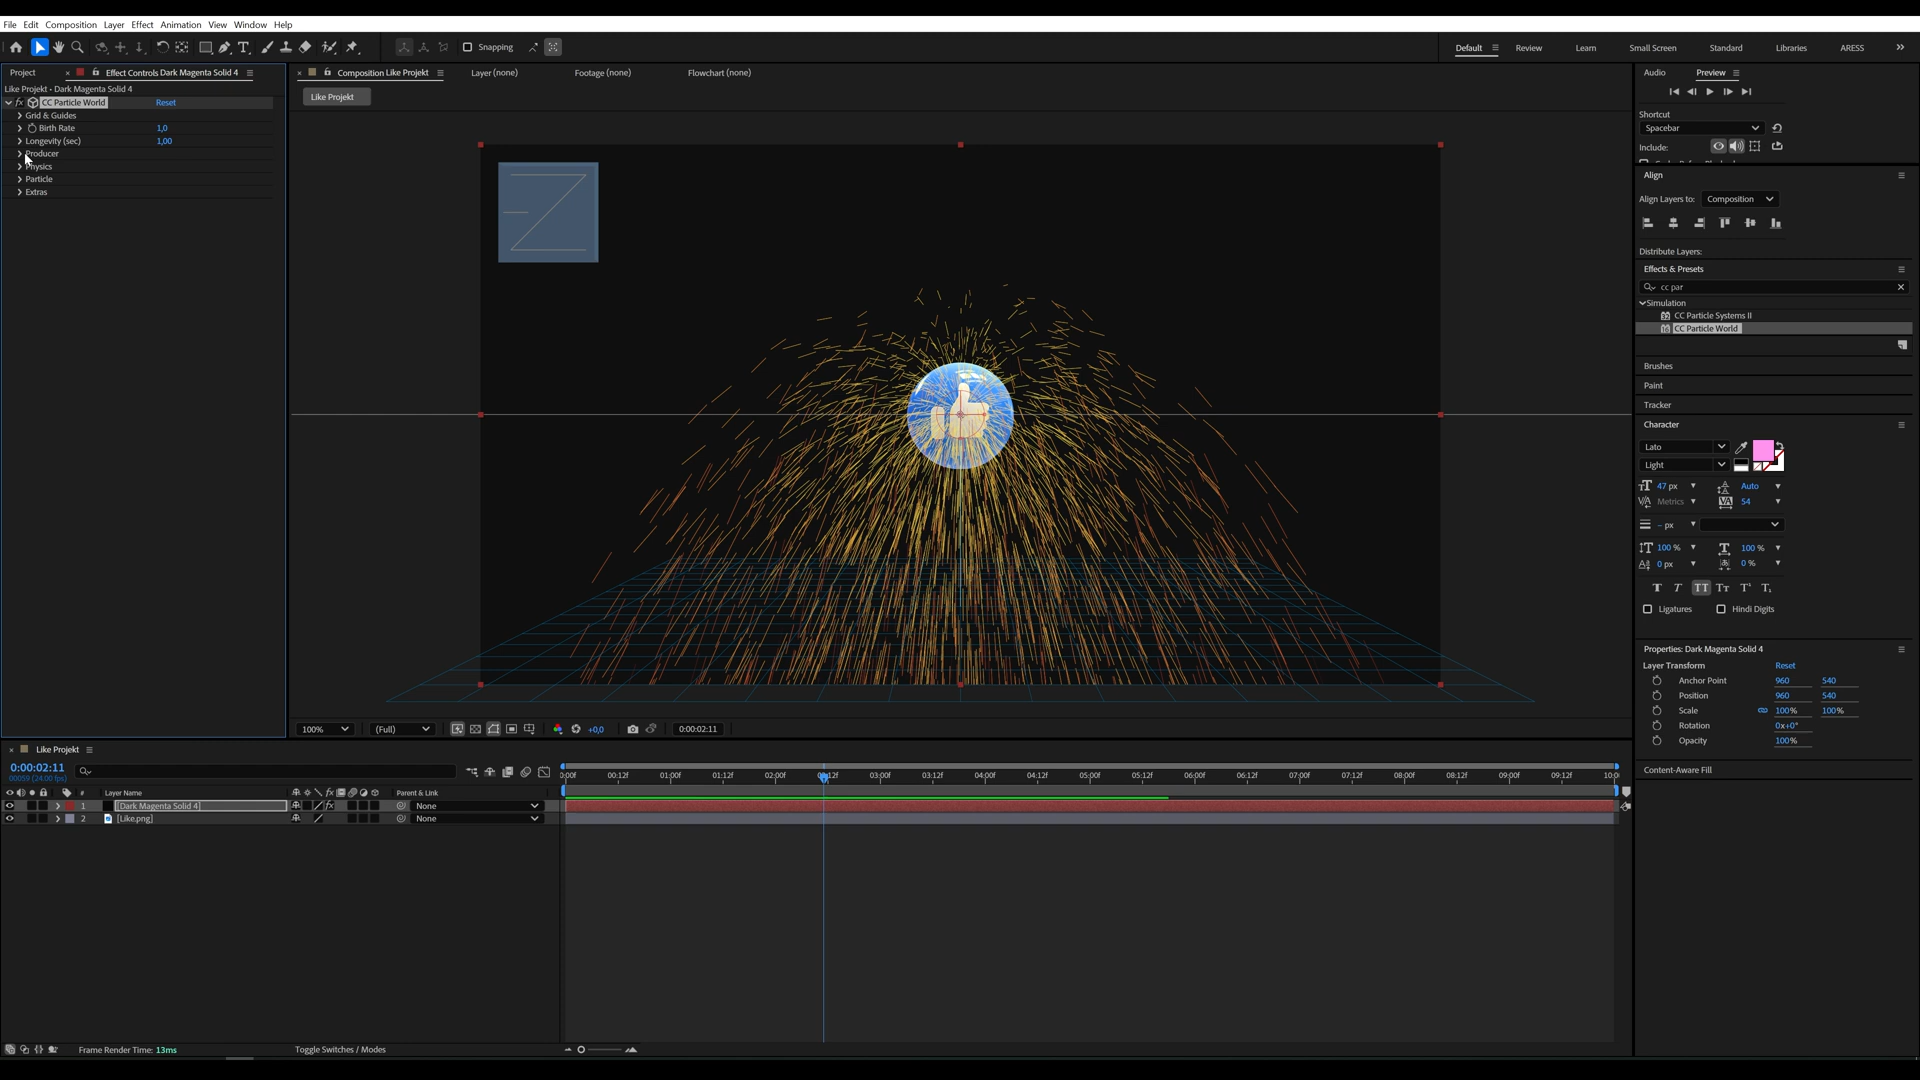 File Edit Composition Layer Effect Animation View Window Help
Snapping
Default Review Learn Small Screen Standard Libraries ARESS
Project Effect Controls Dark Magenta Solid 4
Like Projekt • Dark Magenta Solid 4
fx CC Particle World Reset
Grid & Guides
Birth Rate 1,0
Longevity (sec) 1,00
Producer
Physics
Particle
Extras
Composition Like Projekt Layer (none) Footage (none) Flowchart (none)
Like Projekt
100% (Full) +0,0 0:00:02:11
Audio Preview
Shortcut
Spacebar
Include:
Align
Align Layers to: Composition
Distribute Layers:
Effects & Presets
cc par
Simulation
CC Particle Systems II
CC Particle World
Brushes
Paint
Tracker
Character
Lato
Light
47 px Auto
Metrics 54
- px
100 % 100 %
0 px 0 %
Ligatures Hindi Digits
Properties: Dark Magenta Solid 4
Layer Transform Reset
Anchor Point 960 540
Position 960 540
Scale 100% 100%
Rotation 0x+0°
Opacity 100%
Content-Aware Fill
Like Projekt
0:00:02:11
00059 (24.00 fps)
# Layer Name fx Parent & Link
1 [Dark Magenta Solid 4] fx None
2 [Like.png] None
00:12f 01:00f 01:12f 02:00f 03:00f 03:12f 04:00f 04:12f 05:00f 05:12f 06:00f 06:12f 07:00f 07:12f 08:00f 08:12f 09:00f 09:12f
Frame Render Time: 13ms Toggle Switches / Modes